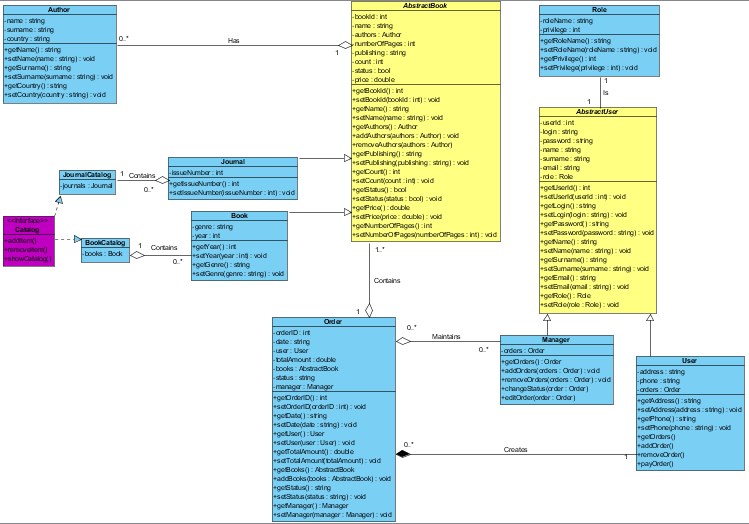 Author
-name : string
-surname : string
-country : string
+getName() : string
+setName(name : string) : void
+getSurname() : string
+setSurname(surname : string) : void
+getCountry() : string
+setCountry(country : string) : void
0..*
Has
1
AbstractBook
-bookId : int
-name : string
-authors : Author
-numberOfPages : int
-publishing : string
-count : int
-status : bool
-price : double
+getBookId() : int
+setBookId(bookId : int) : void
+getName() : string
+setName(name : string) : void
+getAuthors() : Author
+addAuthors(authors : Author) : void
+removeAuthors(authors : Author)
+getPublishing() : string
+setPublishing(publishing : string) : void
+getCount() : int
+setCount(count : int) : void
+getStatus() : bool
+setStatus(status : bool) : void
+getPrice() : double
+setPrice(price : double) : void
+getNumberOfPages() : int
+setNumberOfPages(numberOfPages : int) : void
Role
-roleName : string
-privilege : int
+getRoleName() : string
+setRoleName(roleName : string) : void
+getPrivilege() : int
+setPrivilege(privilege : int) : void
1
Is
1
AbstractUser
-userId : int
-login : string
-password : string
-name : string
-surname : string
-email : string
-role : Role
+getUserId() : int
+setUserId(userId : int) : void
+getLogin() : string
+setLogin(login : string) : void
+getPassword() : string
+setPassword(password : string) : void
+getName() : string
+setName(name : string) : void
+getSurname() : string
+setSurname(surname : string) : void
+getEmail() : string
+setEmail(email : string) : void
+getRole() : Role
+setRole(role : Role) : void
JournalCatalog
-journals : Journal
1
Contains
0..*
Journal
-issueNumber : int
+getIssueNumber() : int
+setIssueNumber(issueNumber : int) : void
<<Interface>>
Catalog
+addItem()
+removeItem()
+showCatalog()
BookCatalog
-books : Book
1
Contains
0..*
Book
-genre : string
-year : int
+getYear() : int
+setYear(year : int) : void
+getGenre() : string
+setGenre(genre : string) : void
1..*
Contains
1
Order
-orderID : int
-date : string
-user : User
-totalAmount : double
-books : AbstractBook
-status : string
-manager : Manager
+getOrderID() : int
+setOrderID(orderID : int) : void
+getDate() : string
+setDate(date : string) : void
+getUser() : User
+setUser(user : User) : void
+getTotalAmount() : double
+setTotalAmount(totalAmount) : void
+getBooks() : AbstractBook
+addBooks(books : AbstractBook) : void
+getStatus() : string
+setStatus(status : string) : void
+getManager() : Manager
+setManager(manager : Manager) : void
0..*
Maintains
0..*
Manager
-orders : Order
+getOrders() : Order
+addOrders(orders : Order) : void
+removeOrders(orders : Order) : void
+changeStatus(order : Order)
+editOrder(order : Order)
User
-address : string
-phone : string
-orders : Order
+getAddress() : string
+setAddress(address : string) : void
+getPhone() : string
+setPhone(phone : string) : void
+getOrders()
+addOrder()
+removeOrder()
+payOrder()
0..*
Creates
1